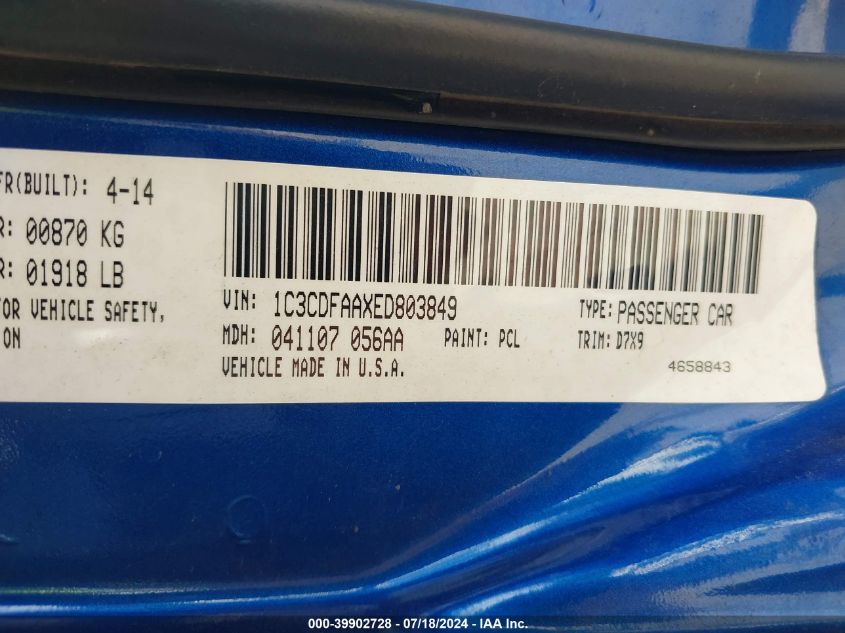 FR(BUILT): 4-14
R: 00870 KG
R: 01918 LB
OR VEHICLE SAFETY,
ON
VIN: 1C3CDFAAXED803849 TYPE: PASSENGER CAR
MDH: 041107 056AA PAINT: PCL TRIM: D7X9
VEHICLE MADE IN U.S.A. 4658843
000-39902728 - 07/18/2024 - IAA Inc.